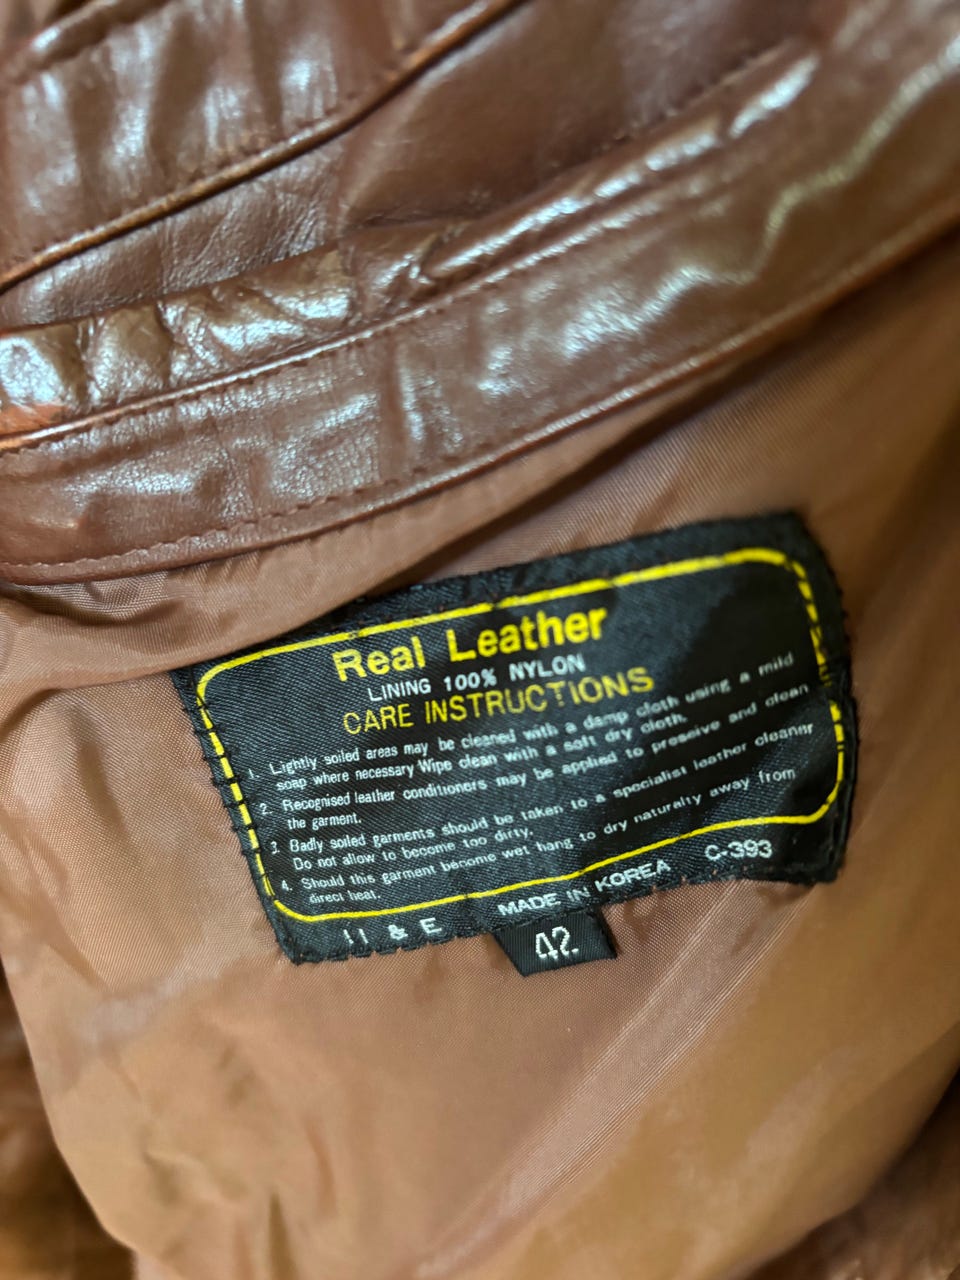 Real Leather
LINING 100% NYLON
CARE INSTRUCTIONS
1. Lightly soiled areas may be cleaned with a damp cloth using a mild
soap where necessary Wipe clean with a soft dry cloth.
2. Recognised leather conditioners may be applied to preseive and clean
the garment.
3. Badly soiled garments should be taken to a specialist leather cleaner
Do not allow to become too dirty.
4. Should this garment become wet hang to dry naturalty away from
direct heat.
& E
MADE IN KOREA
C-393
42.